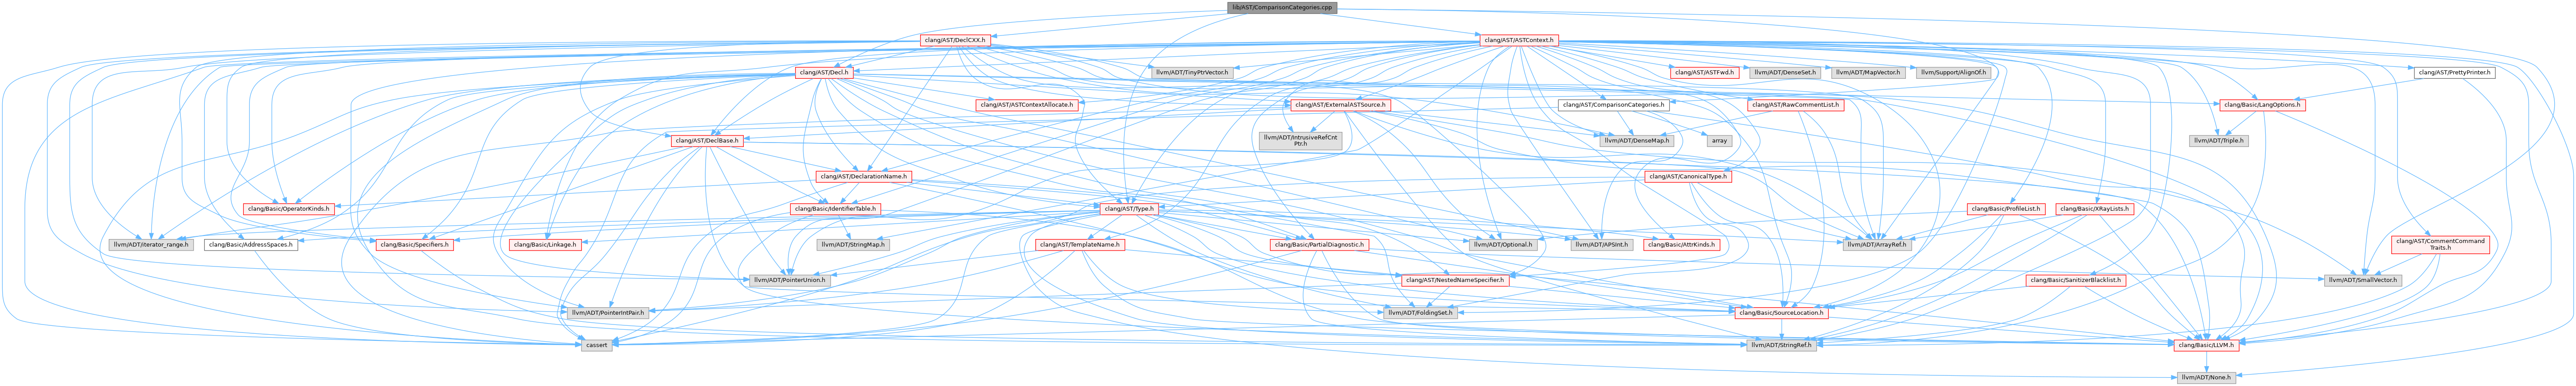 lib/AST/ComparisonCategories.cpp
clang/AST/DeclCXX.h
clang/AST/ASTContext.h
clang/AST/Decl.h
llvm/ADT/TinyPtrVector.h
clang/AST/ASTFwd.h
llvm/ADT/DenseSet.h
llvm/ADT/MapVector.h
llvm/Support/AlignOf.h
clang/AST/PrettyPrinter.h
clang/AST/ASTContextAllocate.h
clang/AST/ExternalASTSource.h
clang/AST/ComparisonCategories.h
clang/AST/RawCommentList.h
clang/Basic/LangOptions.h
clang/AST/DeclBase.h
llvm/ADT/IntrusiveRefCnt
Ptr.h
llvm/ADT/DenseMap.h
array
llvm/ADT/Triple.h
clang/AST/DeclarationName.h
clang/AST/CanonicalType.h
clang/Basic/OperatorKinds.h
clang/Basic/IdentifierTable.h
clang/AST/Type.h
clang/Basic/ProfileList.h
clang/Basic/XRayLists.h
llvm/ADT/iterator_range.h
clang/Basic/AddressSpaces.h
clang/Basic/Specifiers.h
clang/Basic/Linkage.h
llvm/ADT/StringMap.h
clang/AST/TemplateName.h
clang/Basic/PartialDiagnostic.h
llvm/ADT/Optional.h
llvm/ADT/APSInt.h
clang/Basic/AttrKinds.h
llvm/ADT/ArrayRef.h
clang/AST/CommentCommand
Traits.h
llvm/ADT/PointerUnion.h
clang/AST/NestedNameSpecifier.h
clang/Basic/SanitizerBlacklist.h
llvm/ADT/SmallVector.h
llvm/ADT/PointerIntPair.h
llvm/ADT/FoldingSet.h
clang/Basic/SourceLocation.h
cassert
llvm/ADT/StringRef.h
clang/Basic/LLVM.h
llvm/ADT/None.h